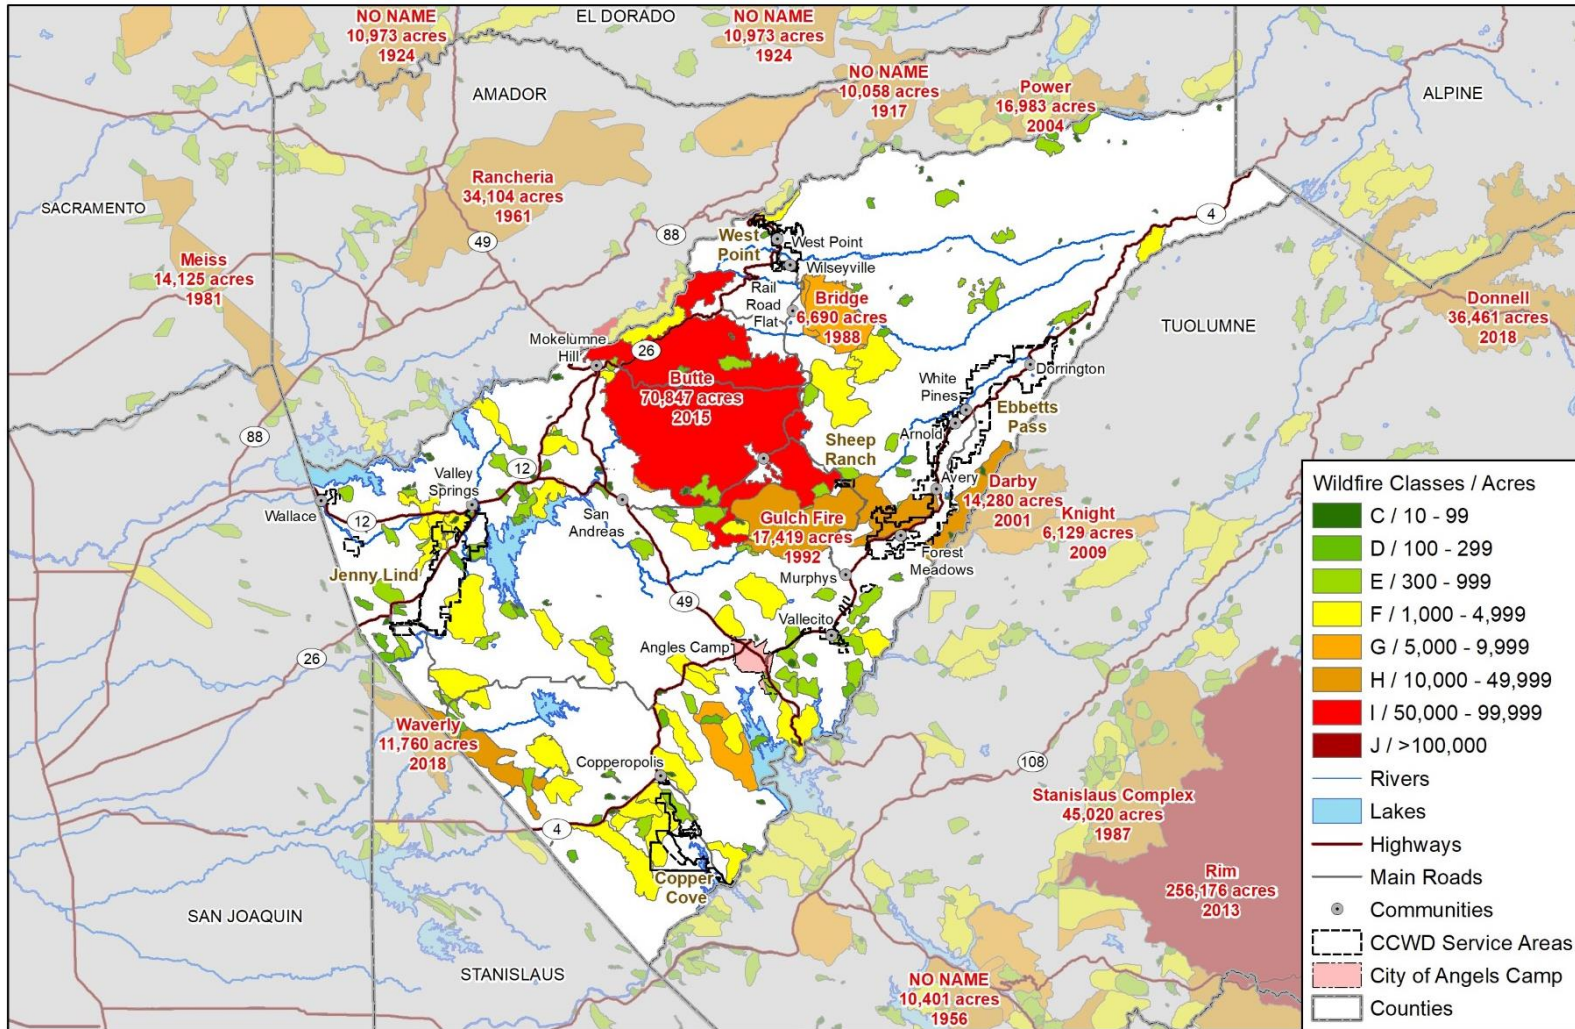 NO NAME
10,973 acres
1924
EL DORADO
NO NAME
10,973 acres
1924
NO NAME
10,058 acres
1917
Power
16,983 acres
2004
ALPINE
AMADOR
Rancheria
34,104 acres
1961
SACRAMENTO
49
88
4
Meiss
14,125 acres
1981
West
Point
West Point
Wilseyville
Rail
Road
Flat
Bridge
6,690 acres
1988
Donnell
36,461 acres
2018
TUOLUMNE
Mokelumne
Hill
26
Butte
70,847 acres
2015
White
Pines
Dorrington
Ebbetts
Pass
Arnold
Sheep
Ranch
88
12
Valley
Springs
Avery
Darby
14,280 acres
2001
Wallace
12
San
Andreas
Gulch Fire
17,419 acres
1992
Knight
6,129 acres
2009
Forest
Meadows
Jenny Lind
Murphys
49
Vallecito
26
Angles Camp
Waverly
11,760 acres
2018
Copperopolis
108
4
Stanislaus Complex
45,020 acres
1987
Copper
Cove
Rim
256,176 acres
2013
SAN JOAQUIN
STANISLAUS
NO NAME
10,401 acres
1956
Wildfire Classes / Acres
C / 10 - 99
D / 100 - 299
E / 300 - 999
F / 1,000 - 4,999
G / 5,000 - 9,999
H / 10,000 - 49,999
I / 50,000 - 99,999
J / >100,000
Rivers
Lakes
Highways
Main Roads
Communities
CCWD Service Areas
City of Angels Camp
Counties